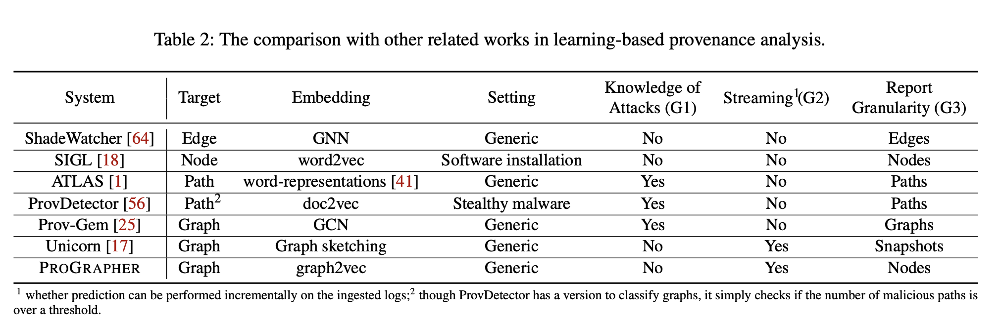 Table 2: The comparison with other related works in learning-based provenance analysis.
System Target Embedding Setting Knowledge of Attacks (G1) Streaming¹(G2) Report Granularity (G3)
ShadeWatcher [64] Edge GNN Generic No No Edges
SIGL [18] Node word2vec Software installation No No Nodes
ATLAS [1] Path word-representations [41] Generic Yes No Paths
ProvDetector [56] Path² doc2vec Stealthy malware Yes No Paths
Prov-Gem [25] Graph GCN Generic Yes No Graphs
Unicorn [17] Graph Graph sketching Generic No Yes Snapshots
PROGRAPHER Graph graph2vec Generic No Yes Nodes
¹ whether prediction can be performed incrementally on the ingested logs;² though ProvDetector has a version to classify graphs, it simply checks if the number of malicious paths is
over a threshold.